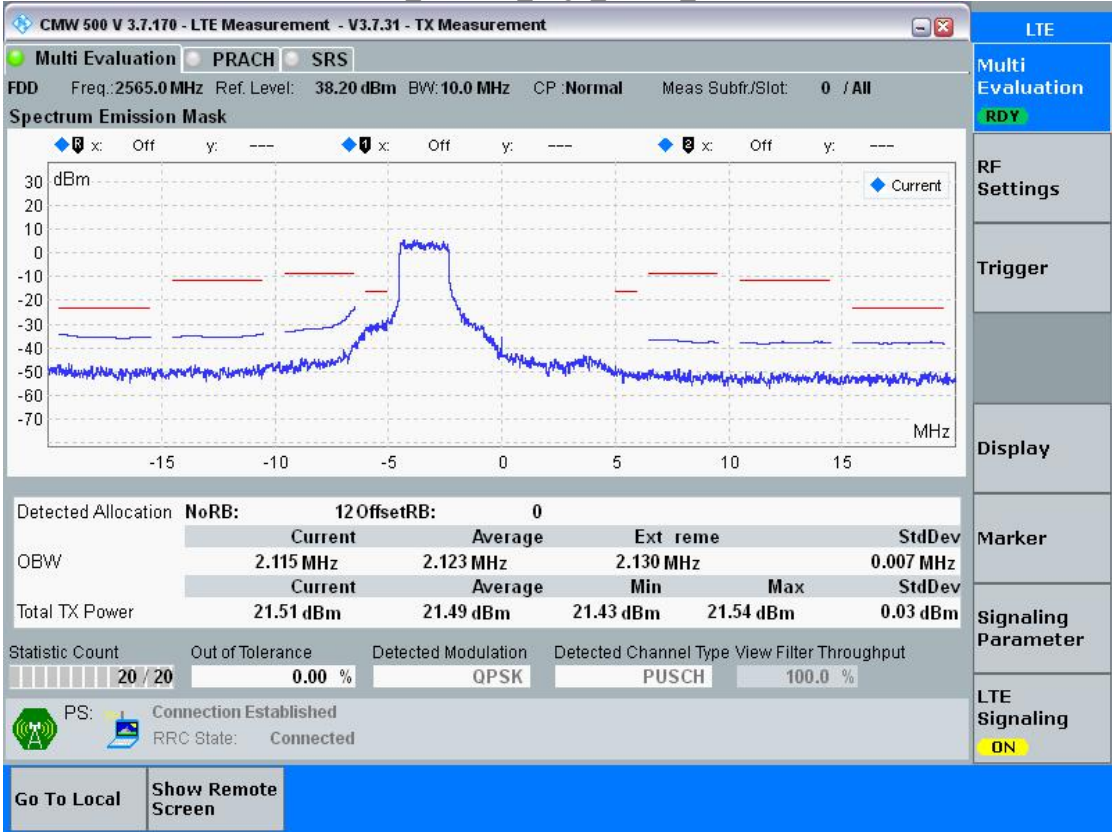 CMW 500 V 3.7.170 - LTE Measurement - V3.7.31 - TX Measurement
LTE
Multi Evaluation PRACH SRS
FDD Freq.:2565.0 MHz Ref. Level: 38.20 dBm BW:10.0 MHz CP :Normal Meas Subfr./Slot: 0 / All
Spectrum Emission Mask
R x: Off y: --- 1 x: Off y: --- 2 x: Off y: ---
dBm
Current
30
20
10
0
-10
-20
-30
-40
-50
-60
-70
MHz
-15 -10 -5 0 5 10 15
Detected Allocation NoRB: 12 OffsetRB: 0
Current Average Ext reme StdDev
OBW 2.115 MHz 2.123 MHz 2.130 MHz 0.007 MHz
Current Average Min Max StdDev
Total TX Power 21.51 dBm 21.49 dBm 21.43 dBm 21.54 dBm 0.03 dBm
Statistic Count Out of Tolerance Detected Modulation Detected Channel Type View Filter Throughput
20 / 20 0.00 % QPSK PUSCH 100.0 %
PS: Connection Established
RRC State: Connected
Multi
Evaluation
RDY
RF
Settings
Trigger
Display
Marker
Signaling
Parameter
LTE
Signaling
ON
Go To Local
Show Remote
Screen